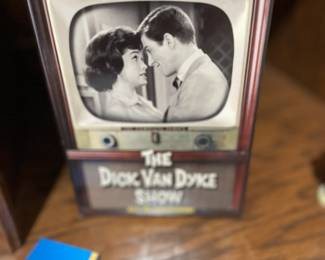 THE
DICK VAN DYKE
SHOW